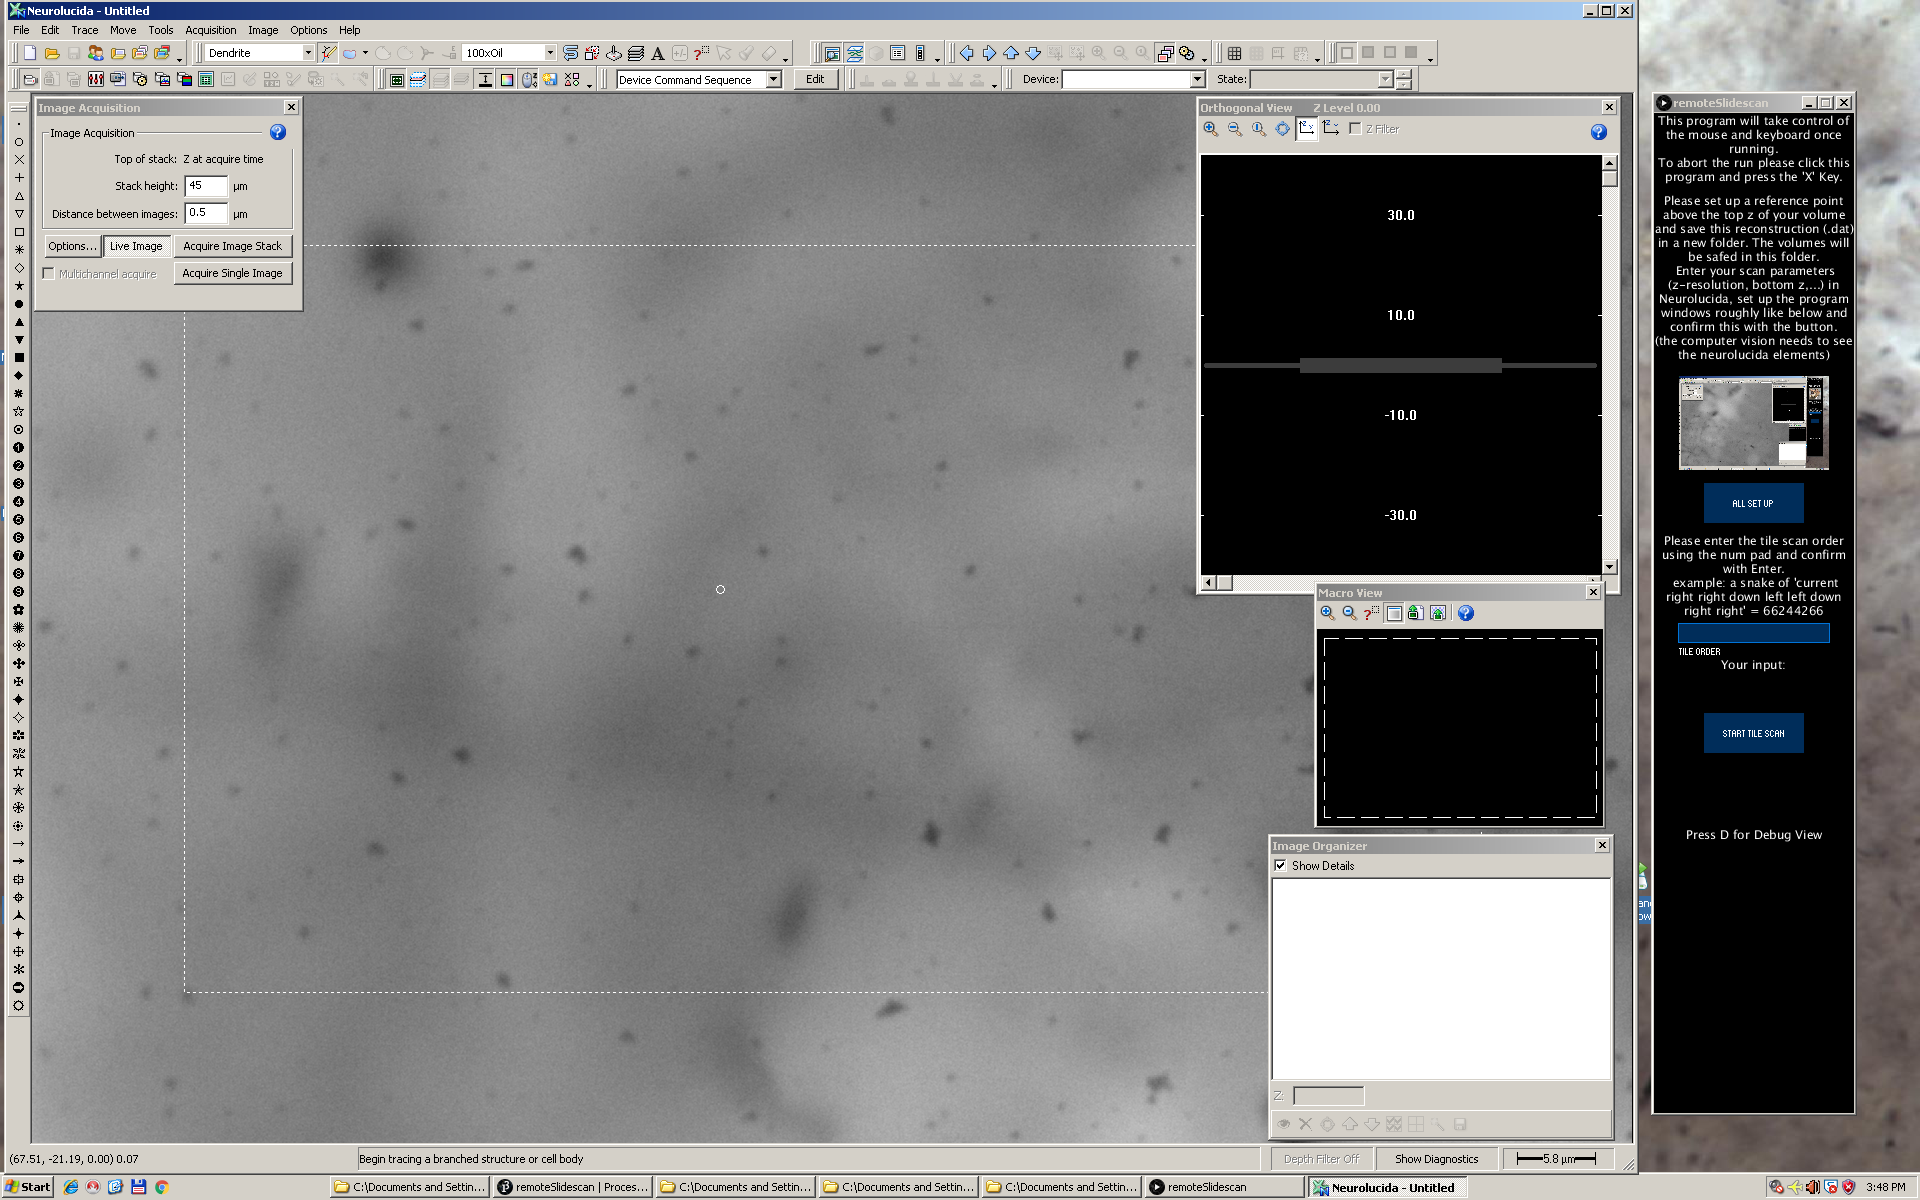 Neurolucida - Untitled
File Edit Trace Move Tools Acquisition Image Options Help
Dendrite
100xOil
Device Command Sequence
Edit
Device:
State:
Image Acquisition
Image Acquisition
Top of stack: Z at acquire time
Stack height: 45 µm
Distance between images: 0.5 µm
Options... Live Image Acquire Image Stack
Multichannel acquire Acquire Single Image
Orthogonal View Z Level 0.00
Z Filter
30.0
10.0
-10.0
-30.0
Macro View
Image Organizer
Show Details
Z:
(67.51, -21.19, 0.00) 0.07
Begin tracing a branched structure or cell body
Depth Filter Off
Show Diagnostics
5.8 µm
remoteSlidescan
This program will take control of
the mouse and keyboard once
running.
To abort the run please click this
program and press the 'X' Key.
Please set up a reference point
above the top z of your volume
and save this reconstruction (.dat)
in a new folder. The volumes will
be safed in this folder.
Enter your scan parameters
(z-resolution, bottom z,...) in
Neurolucida, set up the program
windows roughly like below and
confirm this with the button.
(the computer vision needs to see
the neurolucida elements)
ALL SET UP
Please enter the tile scan order
using the num pad and confirm
with Enter.
example: a snake of 'current
right right down left left down
right right' = 66244266
TILE ORDER
Your input:
START TILE SCAN
Press D for Debug View
Start
C:\Documents and Settin...
remoteSlidescan | Proces...
C:\Documents and Settin...
C:\Documents and Settin...
C:\Documents and Settin...
remoteSlidescan
Neurolucida - Untitled
3:48 PM